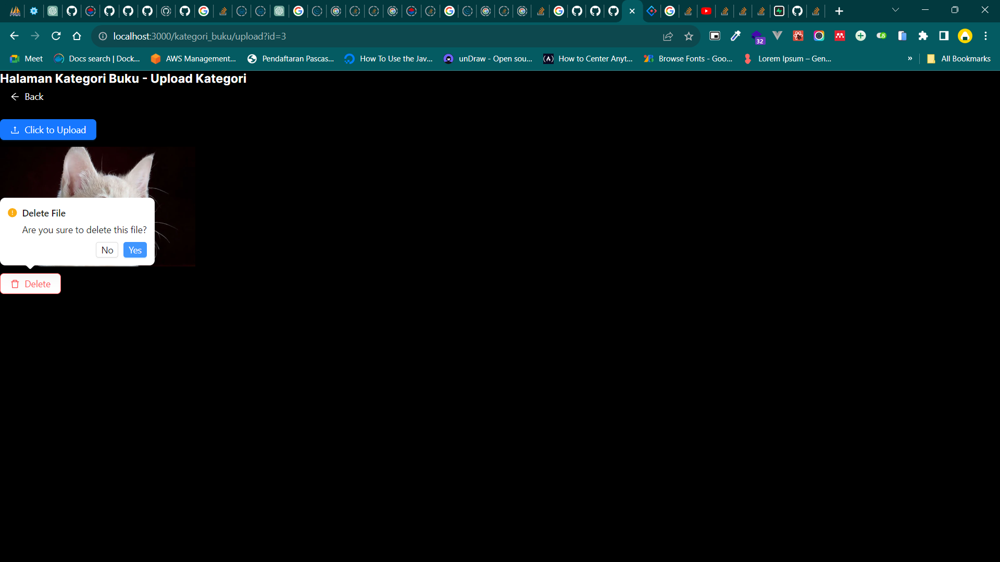 32
localhost:3000/kategori_buku/upload?id=3
Meet
Docs search | Dock...
AWS Management...
Pendaftaran Pascas...
How To Use the Jav...
unDraw - Open sou...
How to Center Anyt...
Browse Fonts - Goo...
Lorem Ipsum – Gen...
»
All Bookmarks
Halaman Kategori Buku - Upload Kategori
Back
Click to Upload
Delete File
Are you sure to delete this file?
No
Yes
Delete